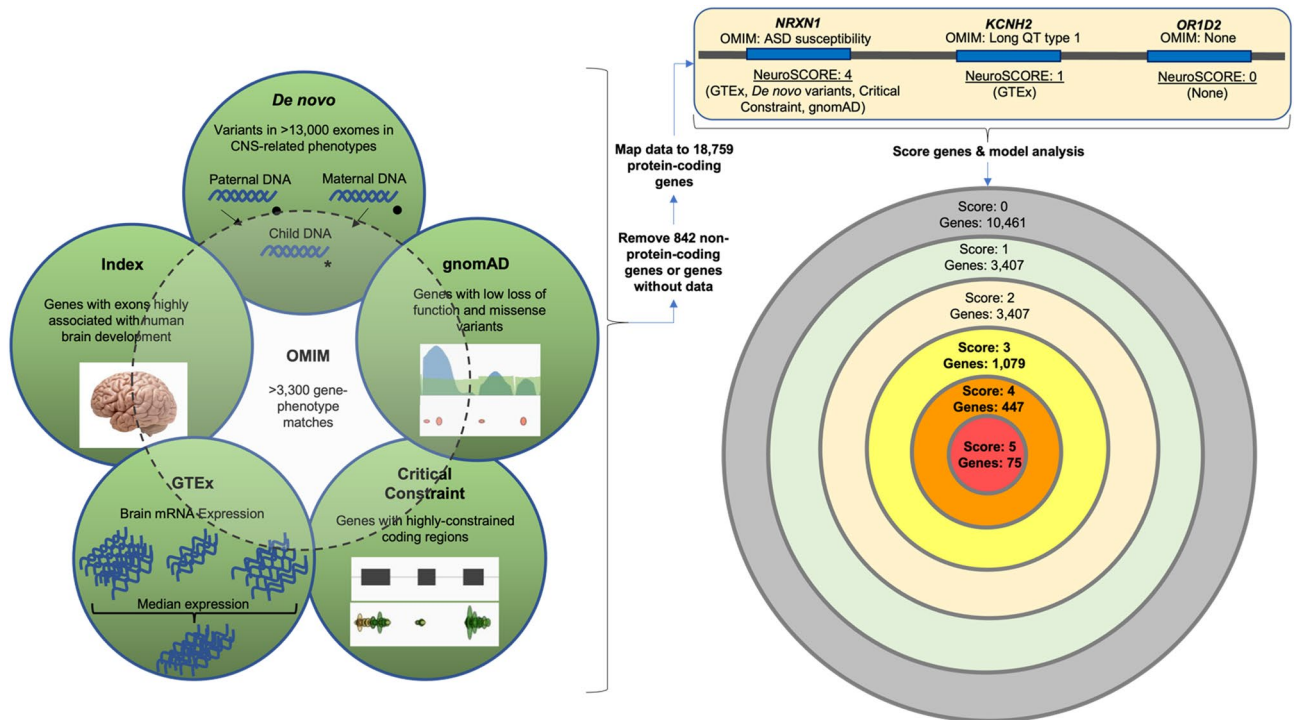 De novo
Variants in >13,000 exomes in
CNS-related phenotypes
Paternal DNA
Maternal DNA
Child DNA
*
Index
Genes with exons highly
associated with human
brain development
gnomAD
Genes with low loss of
function and missense
variants
OMIM
>3,300 gene-
phenotype
matches
GTEx
Brain mRNA Expression
Median expression
Critical
Constraint
Genes with highly-constrained
coding regions
Map data to 18,759
protein-coding
genes
Remove 842 non-
protein-coding
genes or genes
without data
NRXN1
OMIM: ASD susceptibility
NeuroSCORE: 4
(GTEx, De novo variants, Critical
Constraint, gnomAD)
KCNH2
OMIM: Long QT type 1
NeuroSCORE: 1
(GTEx)
OR1D2
OMIM: None
NeuroSCORE: 0
(None)
Score genes & model analysis
Score: 0
Genes: 10,461
Score: 1
Genes: 3,407
Score: 2
Genes: 3,407
Score: 3
Genes: 1,079
Score: 4
Genes: 447
Score: 5
Genes: 75